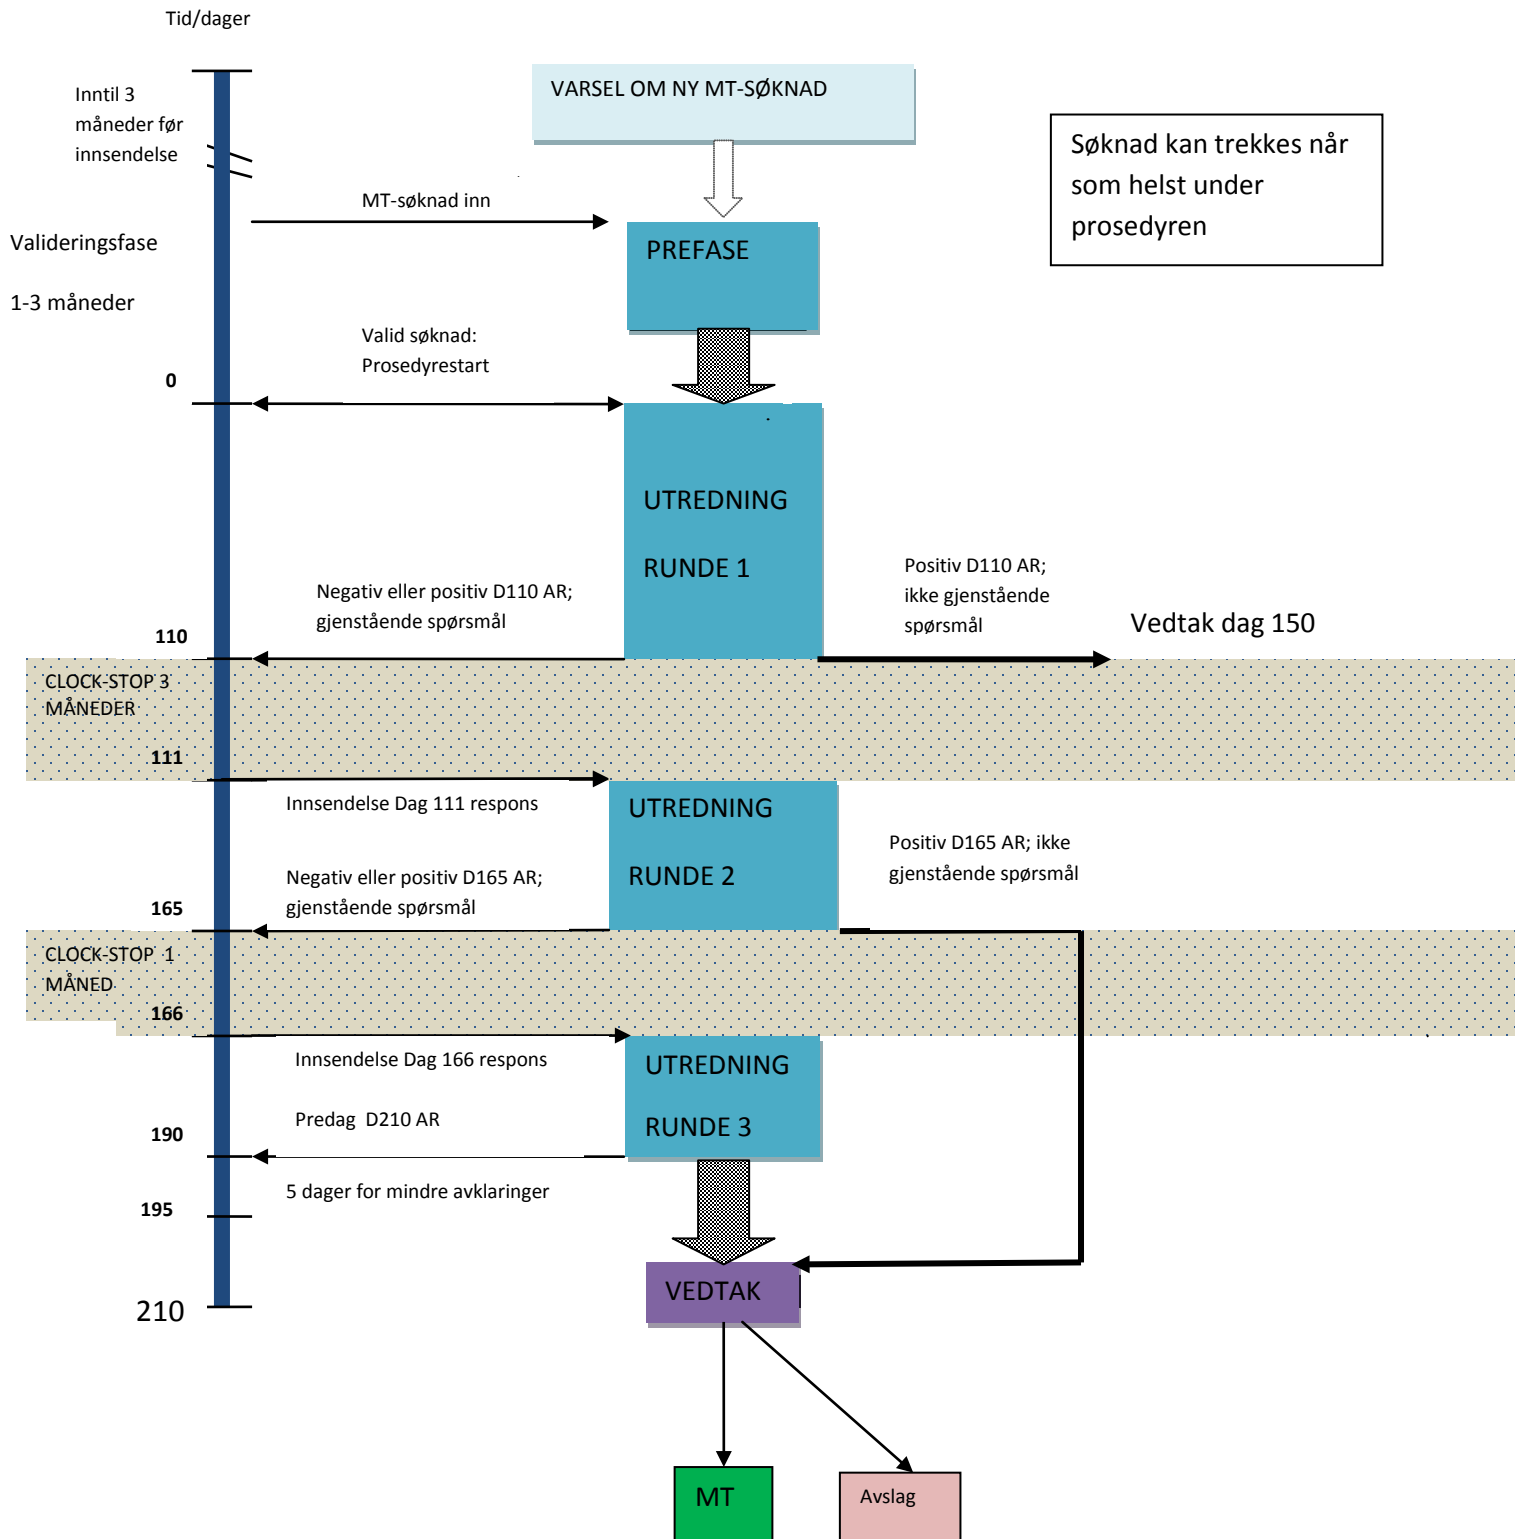 Tid/dager
Inntil 3
måneder før
innsendelse
VARSEL OM NY MT-SØKNAD
Søknad kan trekkes når
som helst under
prosedyren
MT-søknad inn
Valideringsfase
1-3 måneder
PREFASE
Valid søknad:
Prosedyrestart
0
UTREDNING
RUNDE 1
Negativ eller positiv D110 AR;
gjenstående spørsmål
Positiv D110 AR;
ikke gjenstående
spørsmål
Vedtak dag 150
110
CLOCK-STOP 3
MÅNEDER
111
Innsendelse Dag 111 respons
UTREDNING
RUNDE 2
Positiv D165 AR; ikke
gjenstående spørsmål
Negativ eller positiv D165 AR;
gjenstående spørsmål
165
CLOCK-STOP 1
MÅNED
166
Innsendelse Dag 166 respons
UTREDNING
RUNDE 3
Predag D210 AR
190
5 dager for mindre avklaringer
195
VEDTAK
210
MT
Avslag